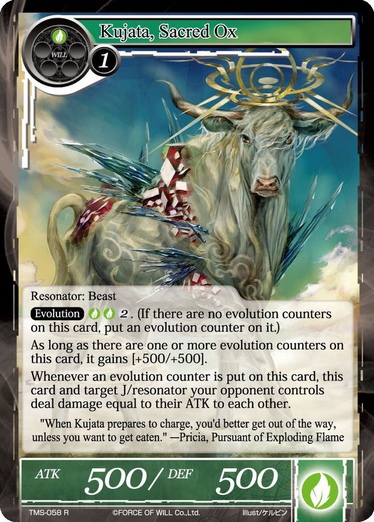 Kujata, Sacred Ox
WILL
1
Resonator: Beast
Evolution 2. (If there are no evolution counters
on this card, put an evolution counter on it.)
As long as there are one or more evolution counters on
this card, it gains [+500/+500].
Whenever an evolution counter is put on this card, this
card and target J/resonator your opponent controls
deal damage equal to their ATK to each other.
"When Kujata prepares to charge, you'd better get out of the way,
unless you want to get eaten." —Pricia, Pursuant of Exploding Flame
ATK 500/ DEF 500
TMS-058 R ©FORCE OF WILL Co.,Ltd. Illust/ケルビン